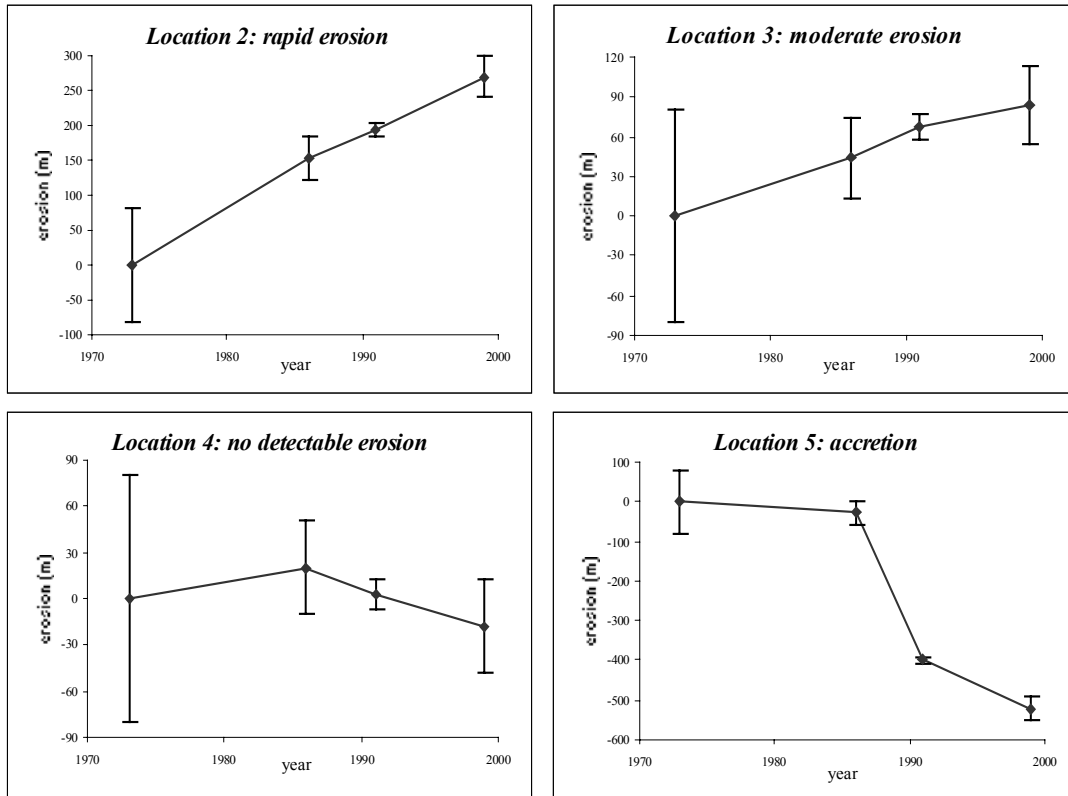 Location 2: rapid erosion
300
250
200
150
100
50
0
-50
-100
erosion (m)
1970 1980 1990 2000
year
Location 3: moderate erosion
120
90
60
30
0
-30
-60
-90
erosion (m)
1970 1980 1990 2000
year
Location 4: no detectable erosion
90
60
30
0
-30
-60
-90
erosion (m)
1970 1980 1990 2000
year
Location 5: accretion
100
0
-100
-200
-300
-400
-500
-600
erosion (m)
1970 1980 1990 2000
year